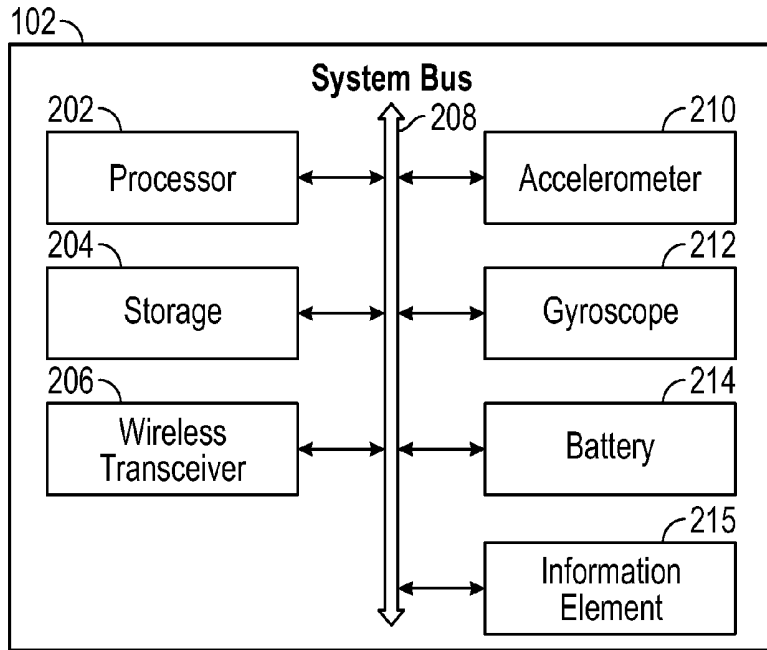 102
System Bus
202
208
210
Processor
Accelerometer
204
212
Storage
Gyroscope
206
214
Wireless
Transceiver
Battery
215
Information
Element